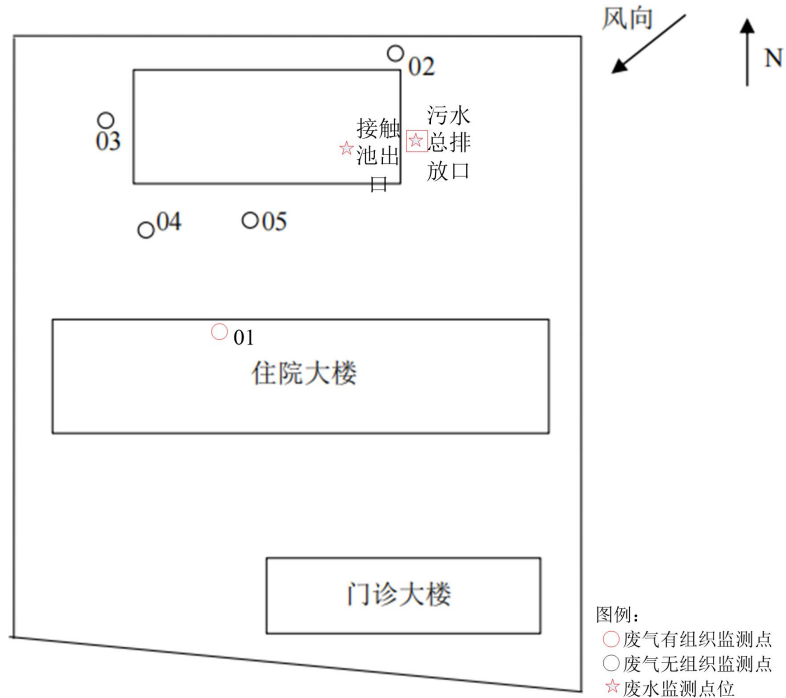 风向
N
02
03
接触
池出
口
污水
总排
放口
04
05
01
住院大楼
门诊大楼
图例：
废气有组织监测点
废气无组织监测点
废水监测点位